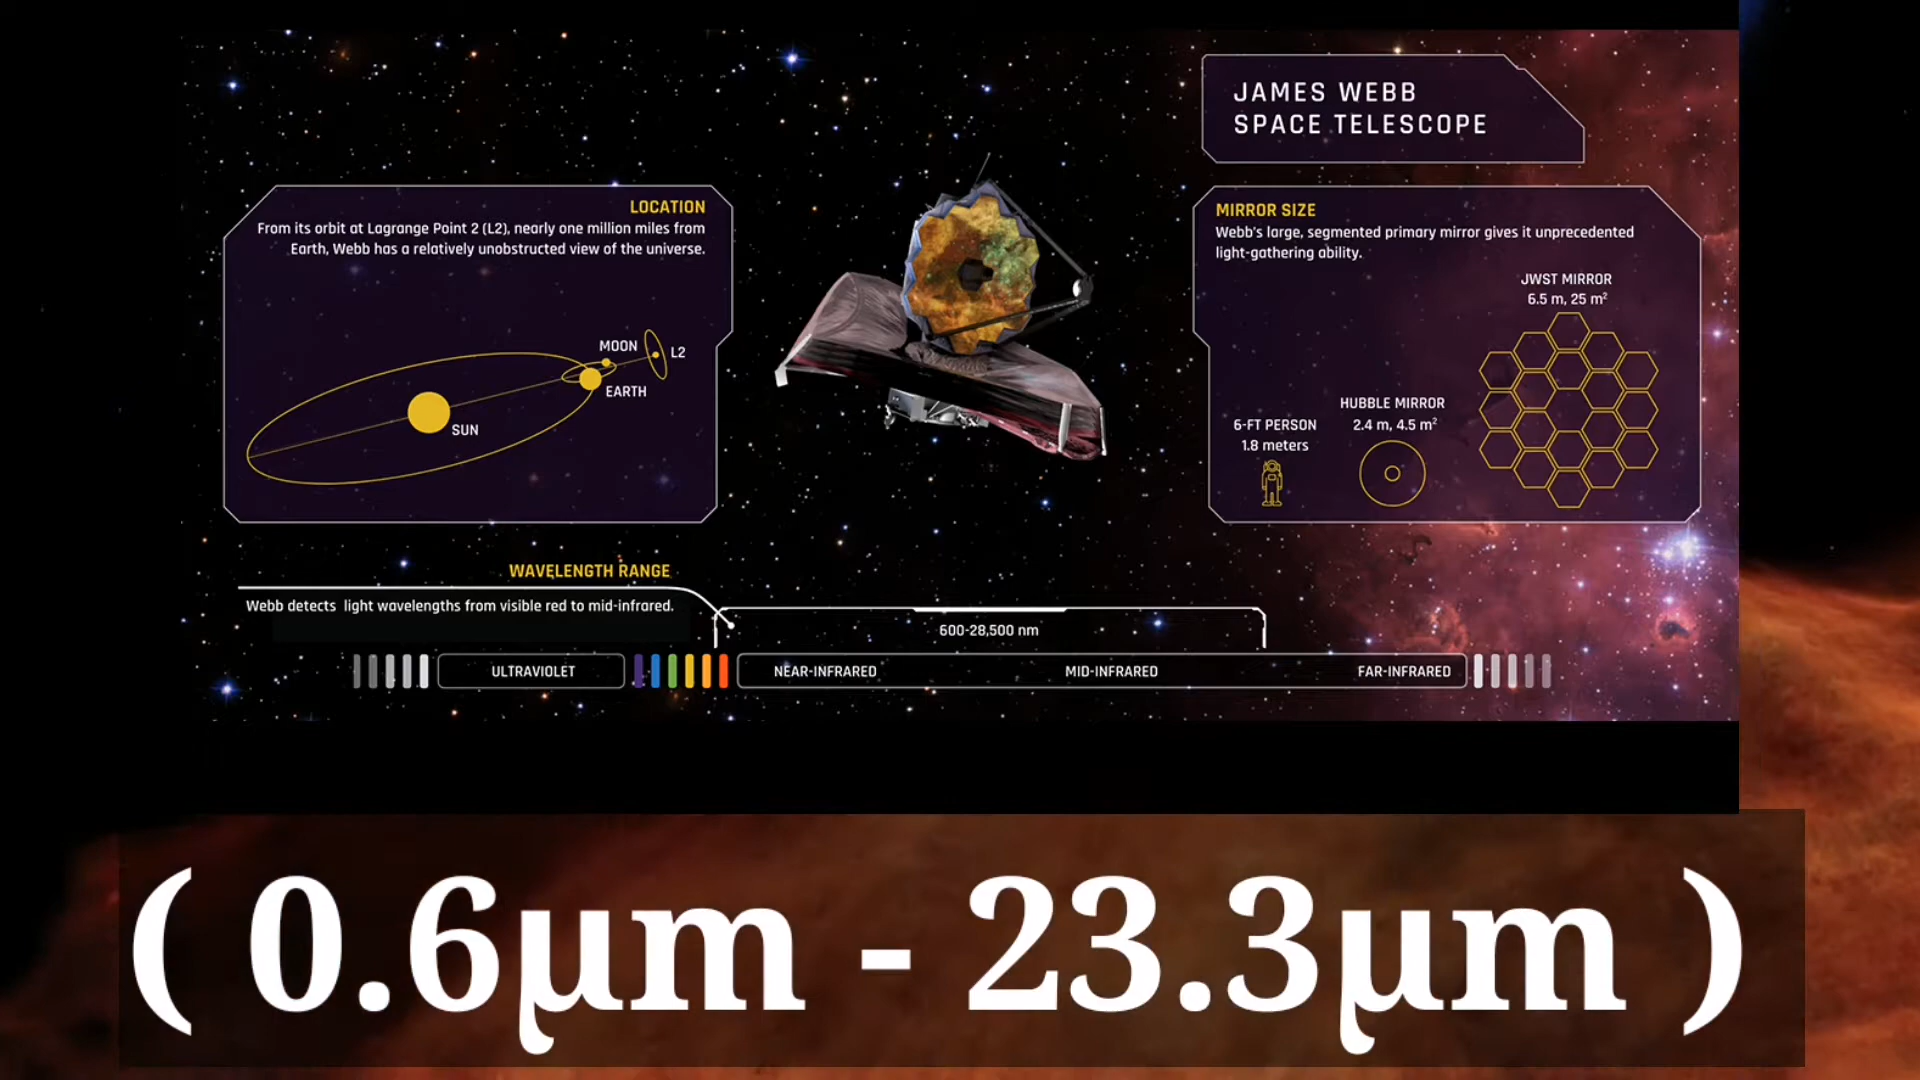 JAMES WEBB
SPACE TELESCOPE
LOCATION
From its orbit at Lagrange Point 2 (L2), nearly one million miles from
Earth, Webb has a relatively unobstructed view of the universe.
MOON
L2
EARTH
SUN
MIRROR SIZE
Webb's large, segmented primary mirror gives it unprecedented
light-gathering ability.
JWST MIRROR
6.5 m, 25 m²
HUBBLE MIRROR
2.4 m, 4.5 m²
6-FT PERSON
1.8 meters
WAVELENGTH RANGE
Webb detects light wavelengths from visible red to mid-infrared.
600-28,500 nm
ULTRAVIOLET
NEAR-INFRARED
MID-INFRARED
FAR-INFRARED
( 0.6μm - 23.3μm )